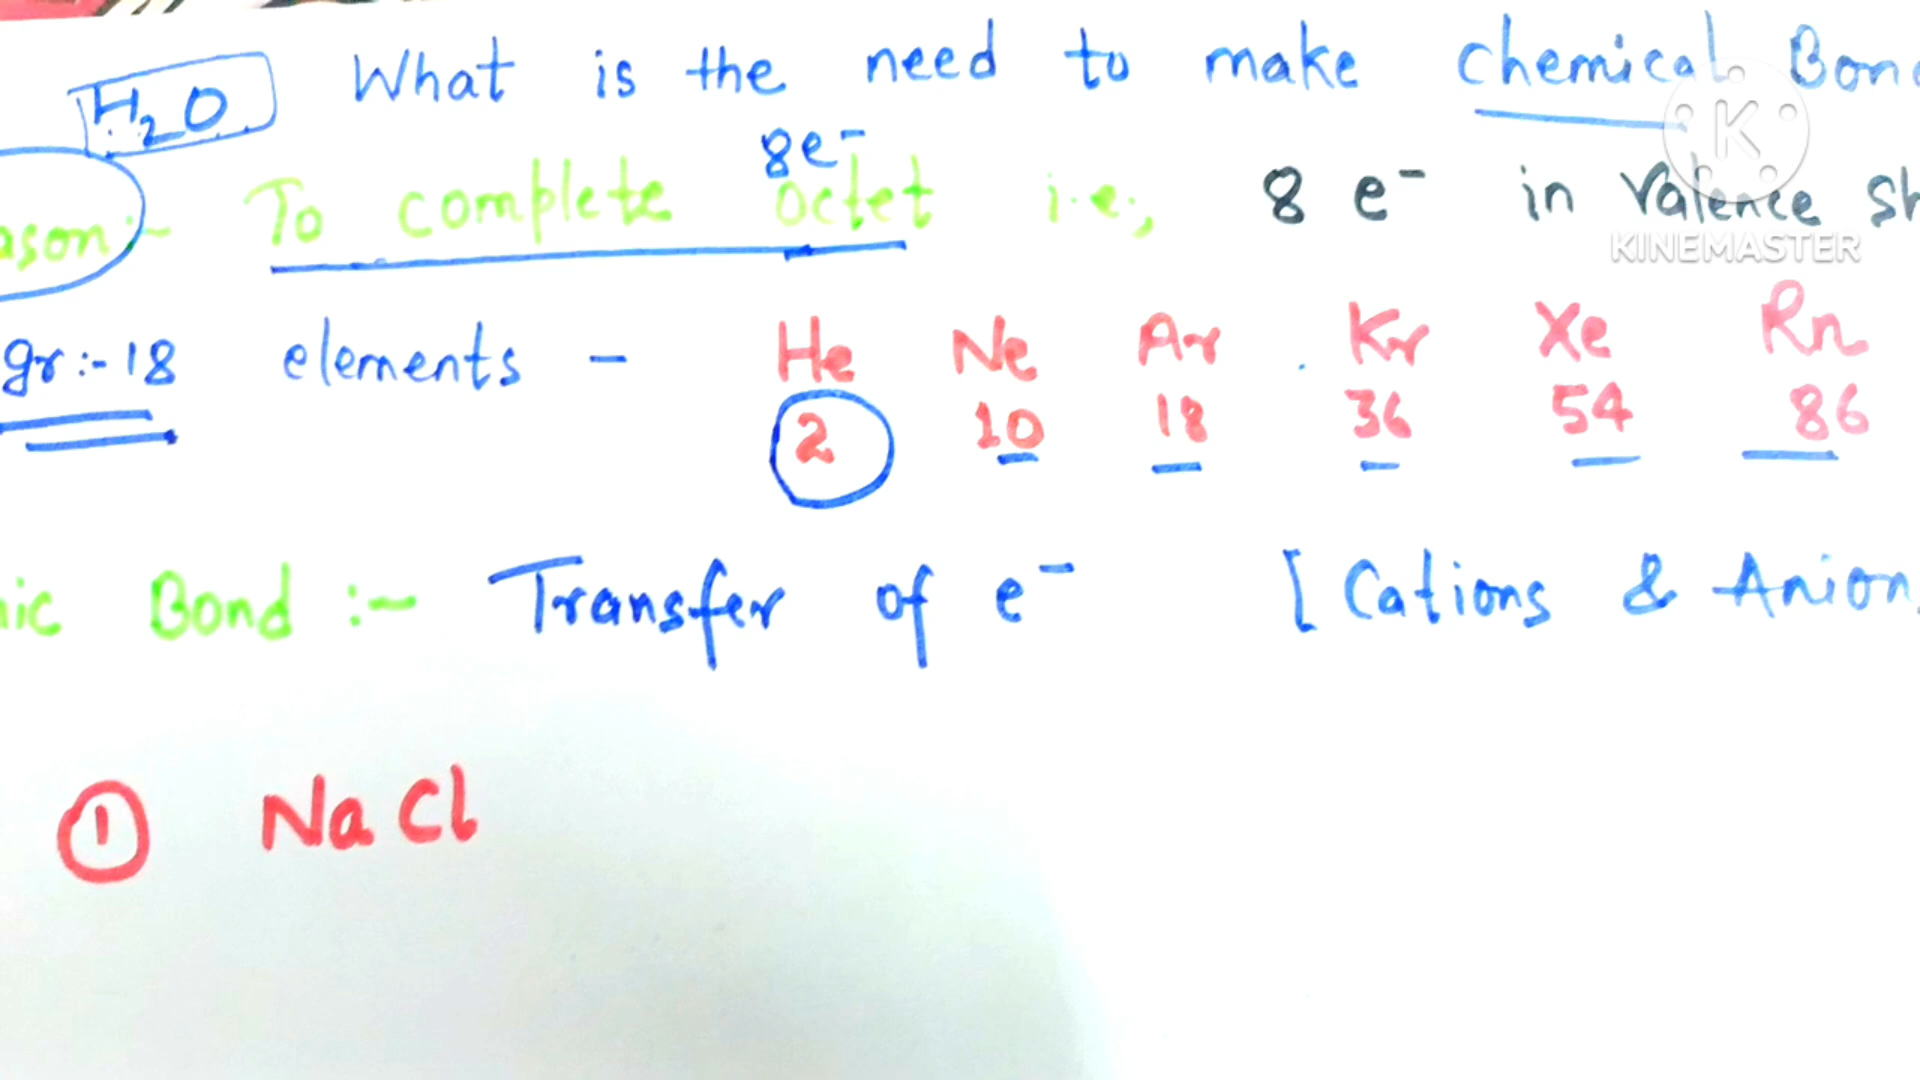 H₂O What is the need to make chemical Bon
8e⁻
ason:- To complete octet i.e., 8 e⁻ in Valence sh
gr:-18 elements - He Ne Ar Kr Xe Rn
2 10 18 36 54 86
nic Bond :- Transfer of e⁻ [ Cations & Anion
① NaCl
K
KINEMASTER